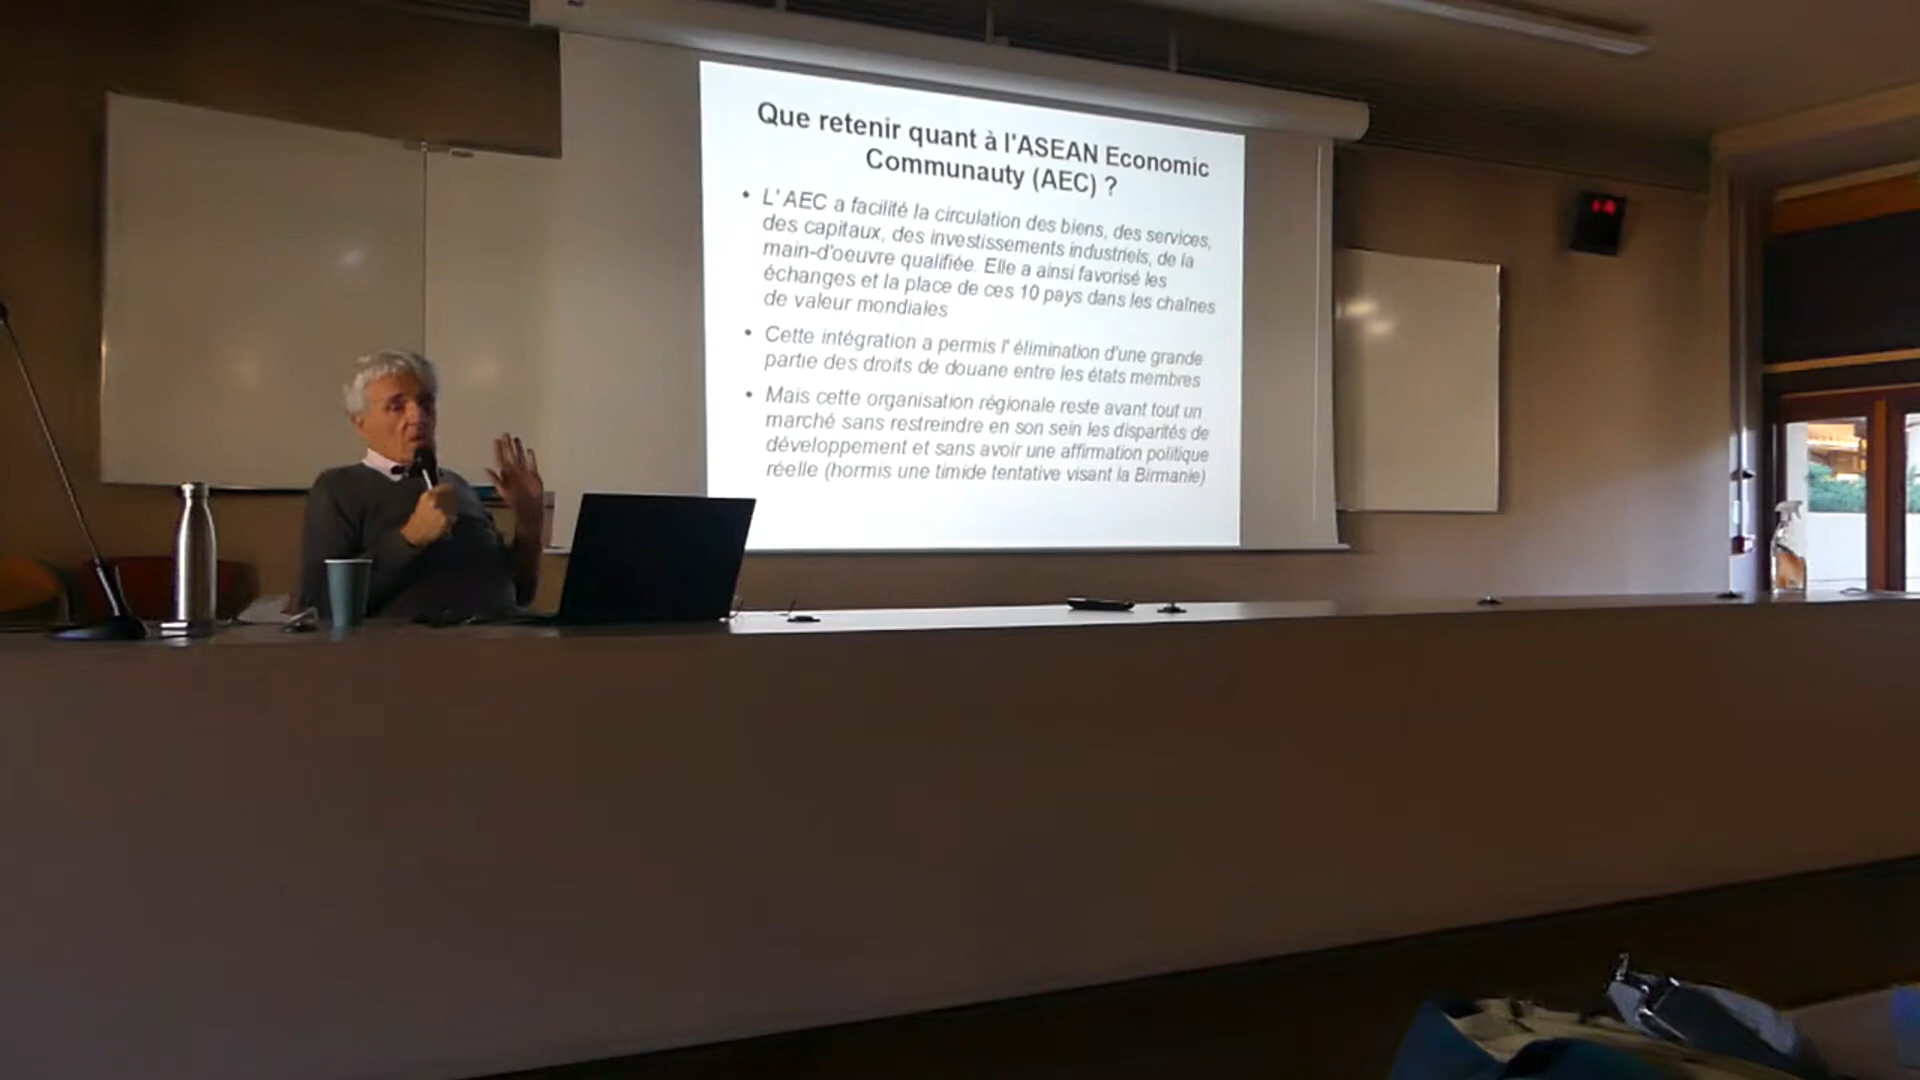 Que retenir quant à l'ASEAN Economic
Communauty (AEC) ?
• L' AEC a facilité la circulation des biens, des services,
des capitaux, des investissements industriels, de la
main-d'oeuvre qualifiée. Elle a ainsi favorisé les
échanges et la place de ces 10 pays dans les chaînes
de valeur mondiales
• Cette intégration a permis l' élimination d'une grande
partie des droits de douane entre les états membres
• Mais cette organisation régionale reste avant tout un
marché sans restreindre en son sein les disparités de
développement et sans avoir une affirmation politique
réelle (hormis une timide tentative visant la Birmanie)